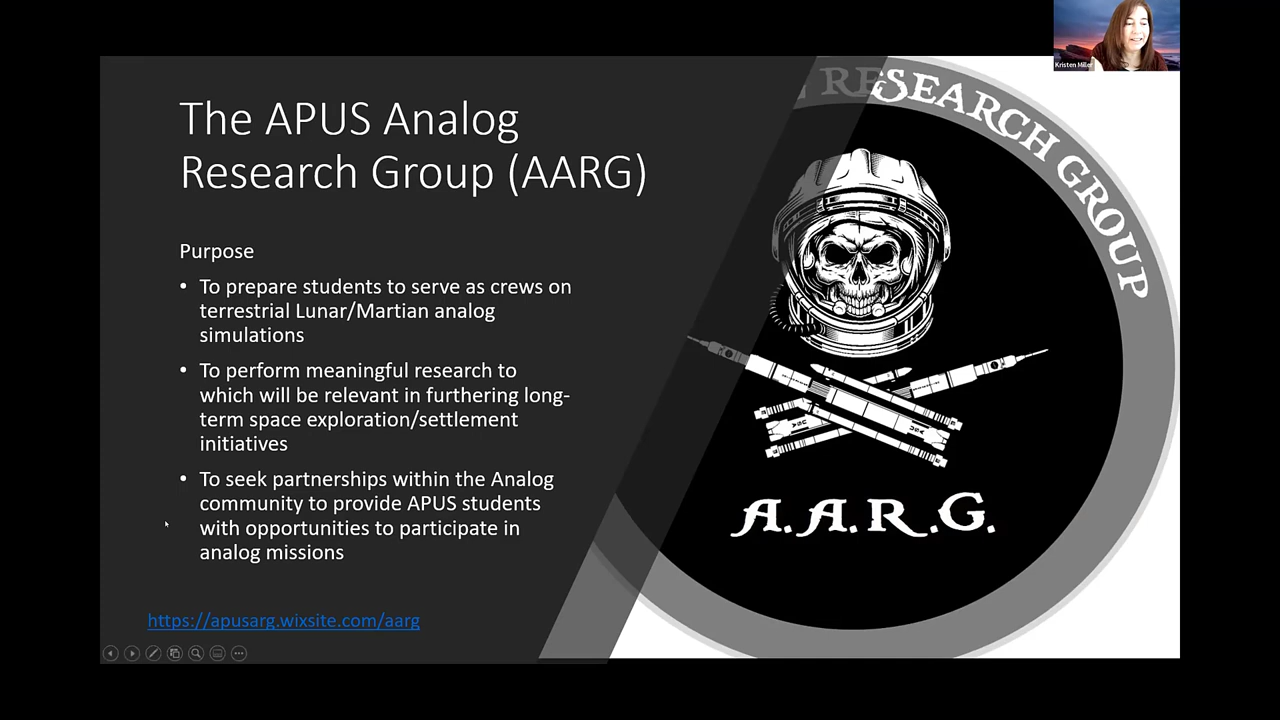 Kristen Miller
The APUS Analog
Research Group (AARG)
Purpose
• To prepare students to serve as crews on
terrestrial Lunar/Martian analog
simulations
• To perform meaningful research to
which will be relevant in furthering long-
term space exploration/settlement
initiatives
• To seek partnerships within the Analog
community to provide APUS students
with opportunities to participate in
analog missions
https://apusarg.wixsite.com/aarg
RESEARCH GROUP
USA
USA
A.A.R.G.